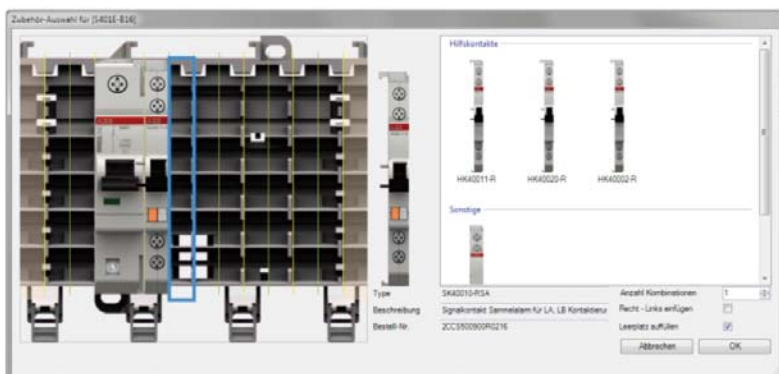 Zubehör-Auswahl für [S401E-B16]
Hilfskontakte
HK40011-R
HK40020-R
HK40002-R
Sonstige
Type
SK40010-RSA
Beschreibung
Signalkontakt Sammelalarm für LA, LB Kontaktieru
Bestell-Nr.
2CCS500900R0216
Anzahl Kombinationen
1
Recht - Links einfügen
Leerplatz auffüllen
Abbrechen
OK